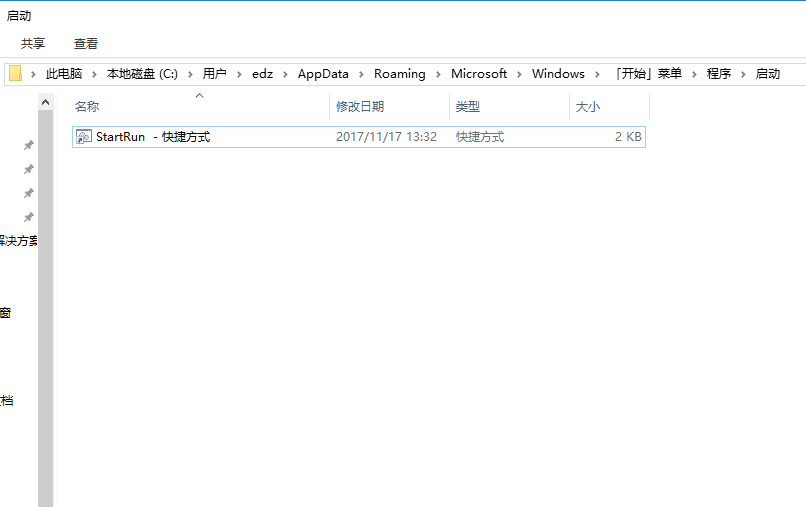 启动
共享 查看
此电脑 本地磁盘 (C:) 用户 edz AppData Roaming Microsoft Windows 「开始」菜单 程序 启动
名称 修改日期 类型 大小
StartRun - 快捷方式 2017/11/17 13:32 快捷方式 2 KB
解决方案
窗
文档